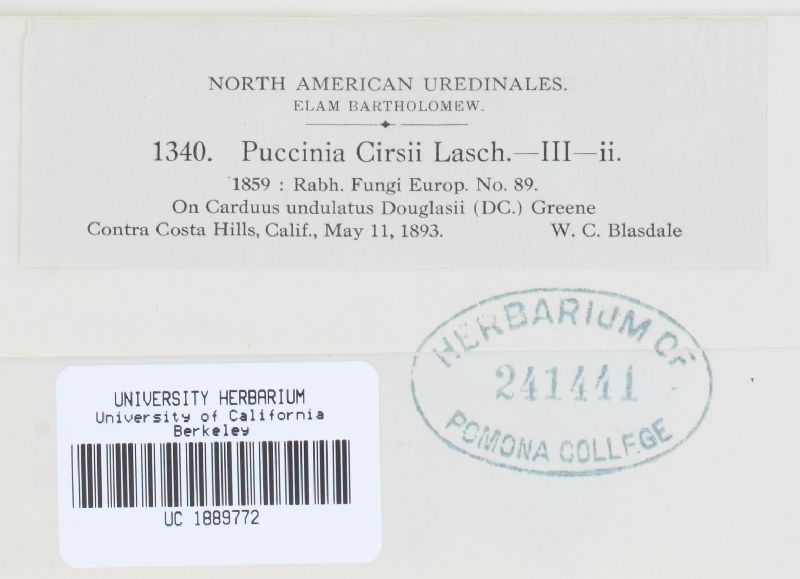 NORTH AMERICAN UREDINALES.
ELAM BARTHOLOMEW.
1340. Puccinia Cirsii Lasch.—III—ii.
1859 : Rabh. Fungi Europ. No. 89.
On Carduus undulatus Douglasii (DC.) Greene
Contra Costa Hills, Calif., May 11, 1893. W. C. Blasdale
HERBARIUM OF
241441
POMONA COLLEGE
UNIVERSITY HERBARIUM
University of California
Berkeley
UC 1889772